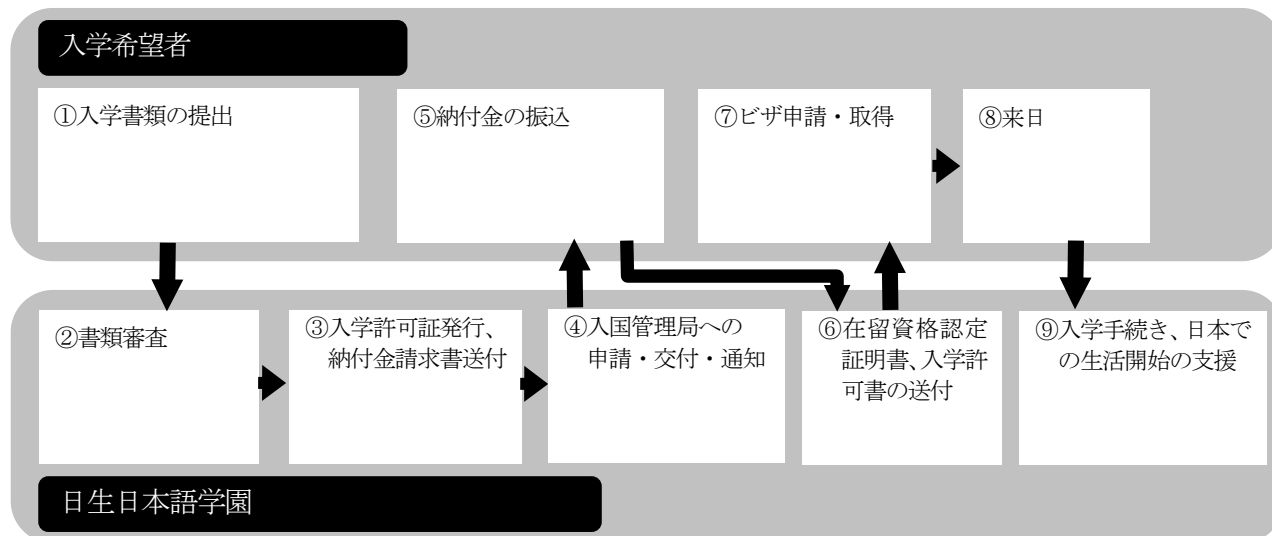 入学希望者
①入学書類の提出
⑤納付金の振込
⑦ビザ申請・取得
⑧来日
②書類審査
③入学許可証発行、
納付金請求書送付
④入国管理局への
申請・交付・通知
⑥在留資格認定
証明書、入学許
可書の送付
⑨入学手続き、日本で
の生活開始の支援
日生日本語学園